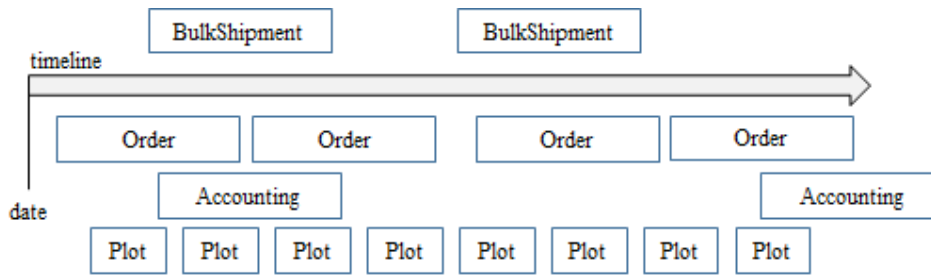 BulkShipment BulkShipment
timeline
Order Order Order Order
Accounting Accounting
date
Plot Plot Plot Plot Plot Plot Plot Plot